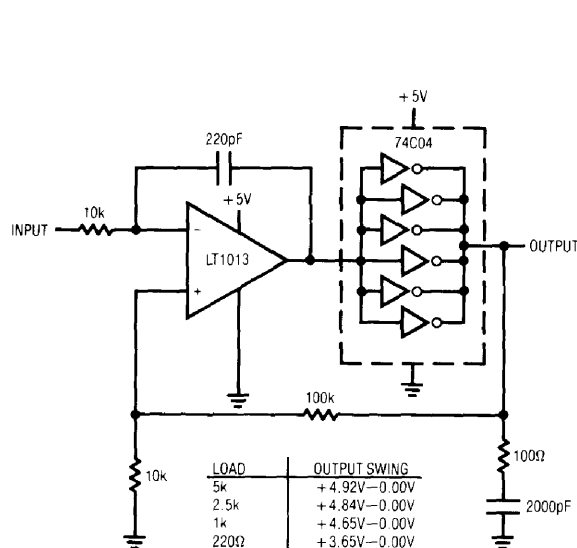 +5V
74C04
220pF
+5V
10k
INPUT
−
LT1013
OUTPUT
+
100k
10k
100Ω
2000pF
LOAD OUTPUT SWING
5k +4.92V—0.00V
2.5k +4.84V—0.00V
1k +4.65V—0.00V
220Ω +3.65V—0.00V